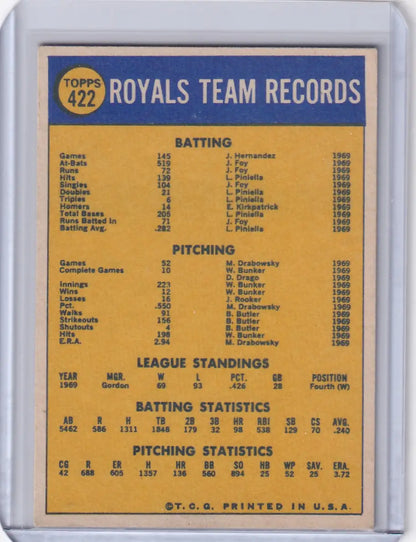 TOPPS
422
ROYALS TEAM RECORDS
BATTING
Games 145 J. Hernandez 1969
At-Bats 519 J. Foy 1969
Runs 72 J. Foy 1969
Hits 139 L. Piniella 1969
Singles 104 J. Foy 1969
Doubles 21 L. Piniella 1969
Triples 6 L. Piniella 1969
Homers 14 E. Kirkpatrick 1969
Total Bases 205 L. Piniella 1969
Runs Batted In 71 J. Foy 1969
Batting Avg. .282 L. Piniella 1969
PITCHING
Games 52 M. Drabowsky 1969
Complete Games 10 W. Bunker 1969
D. Drago 1969
Innings 223 W. Bunker 1969
Wins 12 W. Bunker 1969
Losses 16 J. Rooker 1969
Pct. .550 M. Drabowsky 1969
Walks 91 B. Butler 1969
Strikeouts 156 B. Butler 1969
Shutouts 4 B. Butler 1969
Hits 198 W. Bunker 1969
E.R.A. 2.94 M. Drabowsky 1969
LEAGUE STANDINGS
YEAR MGR. W L PCT. GB POSITION
1969 Gordon 69 93 .426 28 Fourth (W)
BATTING STATISTICS
AB R H TB 2B 3B HR RBI SB CS AVG.
5462 586 1311 1848 179 32 98 538 129 70 .240
PITCHING STATISTICS
CG R ER H HR BB SO HB WP SAV. ERA.
42 688 605 1357 136 560 894 25 52 25 3.72
©T.C.G. PRINTED IN U.S.A.